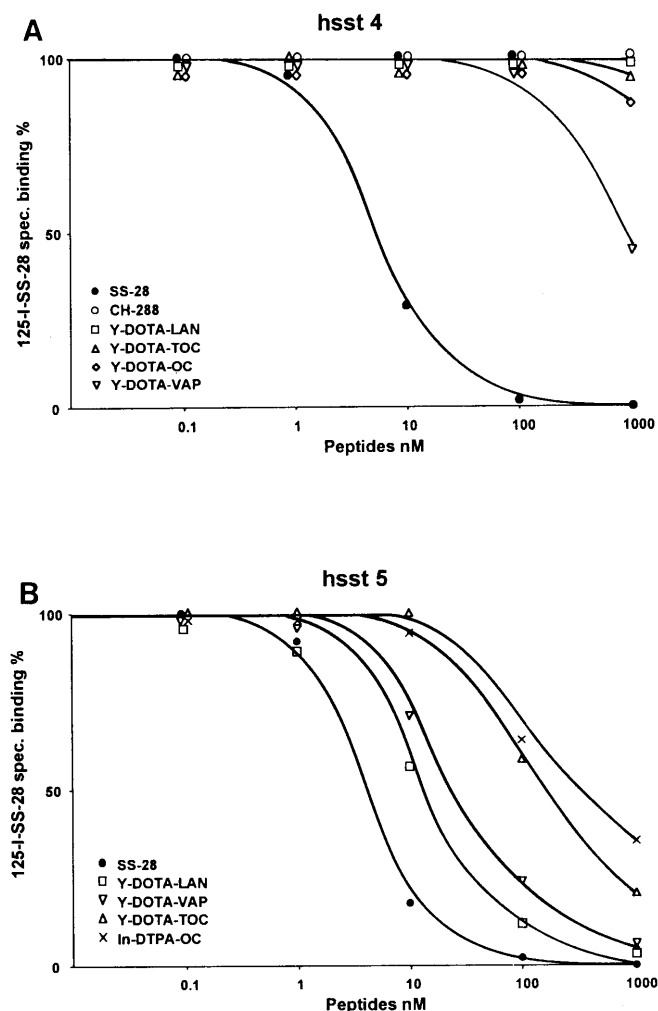 A
hsst 4
125-I-SS-28 spec. binding %
100
50
0
SS-28
CH-288
Y-DOTA-LAN
Y-DOTA-TOC
Y-DOTA-OC
Y-DOTA-VAP
0.1 1 10 100 1000
Peptides nM
B
hsst 5
125-I-SS-28 spec. binding %
100
50
0
SS-28
Y-DOTA-LAN
Y-DOTA-VAP
Y-DOTA-TOC
In-DTPA-OC
0.1 1 10 100 1000
Peptides nM